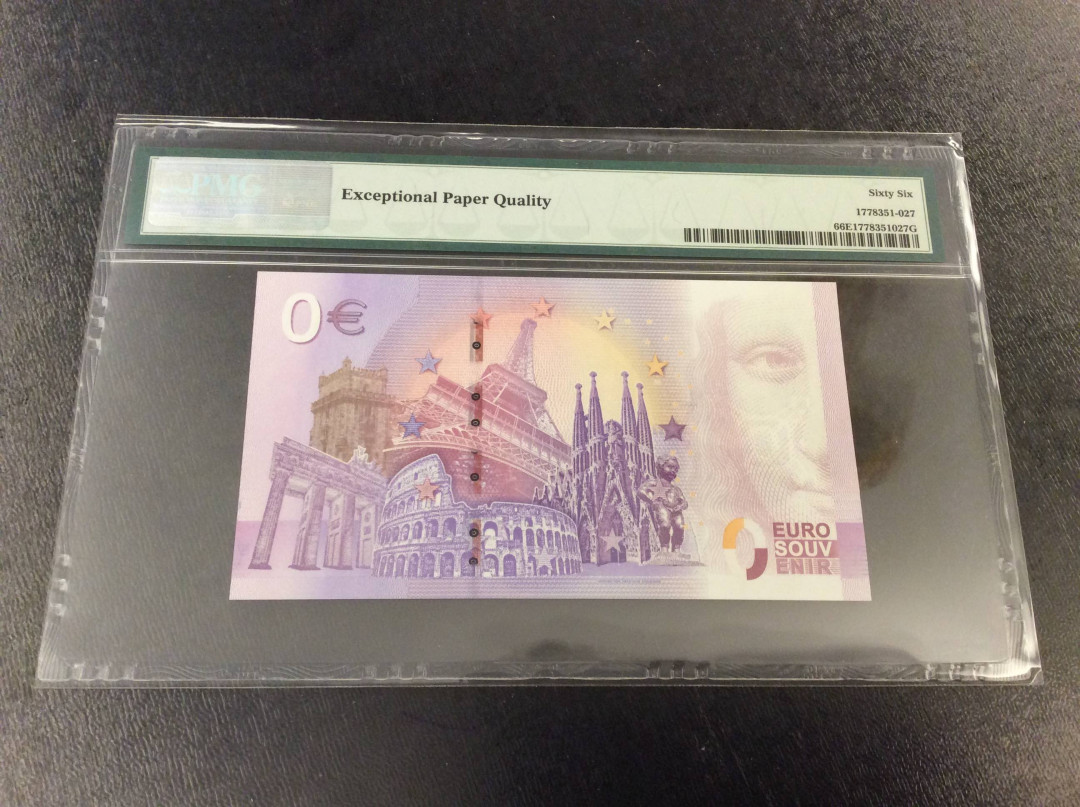 PMG
Exceptional Paper Quality
Sixty Six
1778351-027
66E1778351027G
0€
EURO
SOUV
ENIR